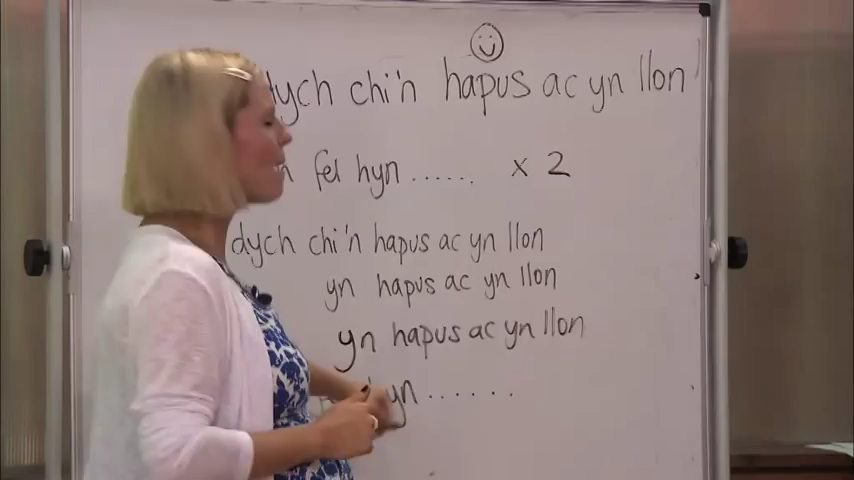 dych chi'n hapus ac yn llon
fel hyn...... x 2
dych chi'n hapus ac yn llon
yn hapus ac yn llon
yn hapus ac yn llon
hyn......